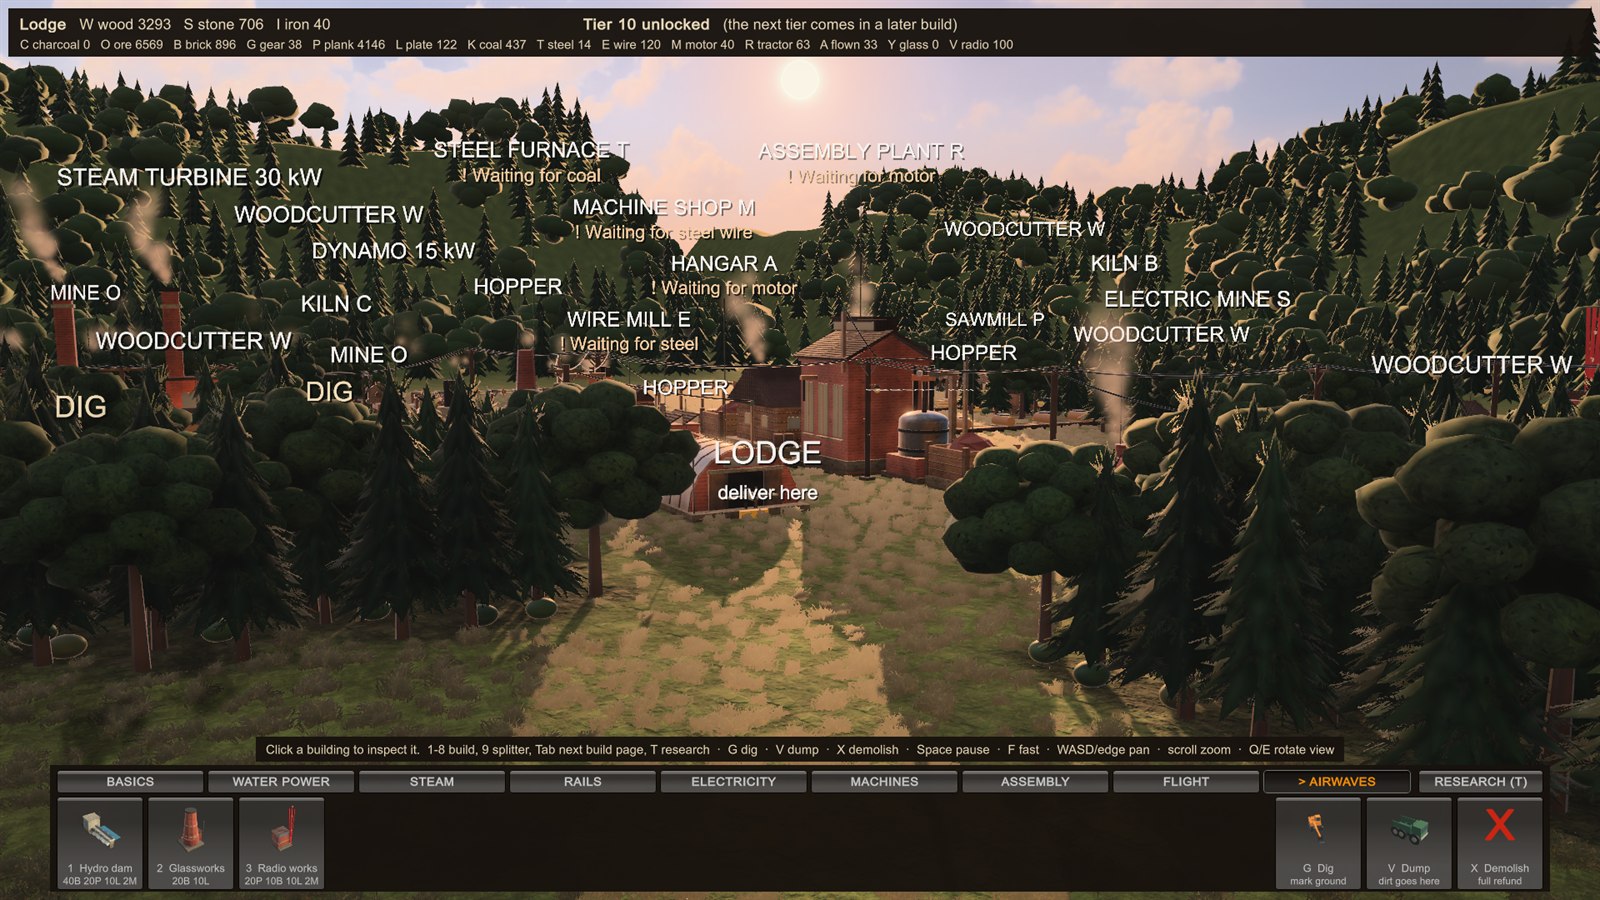 Lodge W wood 3293 S stone 706 I iron 40
Tier 10 unlocked (the next tier comes in a later build)
C charcoal 0 O ore 6569 B brick 896 G gear 38 P plank 4146 L plate 122 K coal 437 T steel 14 E wire 120 M motor 40 R tractor 63 A flown 33 Y glass 0 V radio 100
STEEL FURNACE T
! Waiting for coal
ASSEMBLY PLANT R
! Waiting for motor
STEAM TURBINE 30 kW
WOODCUTTER W
MACHINE SHOP M
! Waiting for steel wire
WOODCUTTER W
DYNAMO 15 kW
HANGAR A
! Waiting for motor
KILN B
MINE O
KILN C
HOPPER
ELECTRIC MINE S
WIRE MILL E
! Waiting for steel
SAWMILL P
WOODCUTTER W
WOODCUTTER W
MINE O
HOPPER
WOODCUTTER W
DIG
DIG
HOPPER
LODGE
deliver here
Click a building to inspect it. 1-8 build, 9 splitter, Tab next build page, T research · G dig · V dump · X demolish · Space pause · F fast · WASD/edge pan · scroll zoom · Q/E rotate view
BASICS
WATER POWER
STEAM
RAILS
ELECTRICITY
MACHINES
ASSEMBLY
FLIGHT
> AIRWAVES
RESEARCH (T)
1 Hydro dam
40B 20P 10L 2M
2 Glassworks
20B 10L
3 Radio works
20P 10B 10L 2M
G Dig
mark ground
V Dump
dirt goes here
X Demolish
full refund